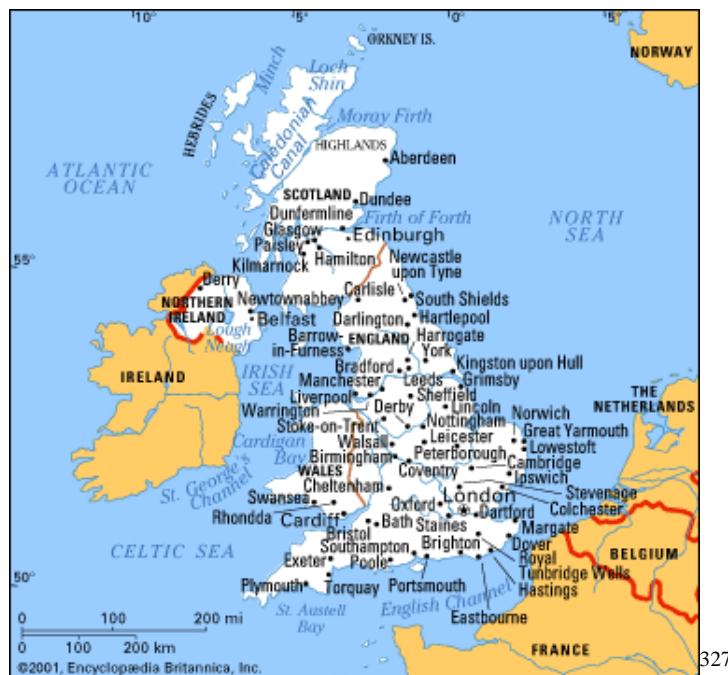 10°
5°
0°
5°
ORKNEY IS.
NORWAY
Minch
Loch
Shin
HEBRIDES
Moray Firth
Caledonian
Canal
HIGHLANDS
Aberdeen
ATLANTIC
OCEAN
SCOTLAND
Dundee
Dunfermline
Firth of Forth
NORTH
SEA
Glasgow
Edinburgh
Paisley
Hamilton
Kilmarnock
Newcastle
upon Tyne
55°
Derry
Carlisle
NORTHERN
IRELAND
Newtownabbey
South Shields
Belfast
Darlington
Hartlepool
Lough
Neagh
Barrow-
in-Furness
ENGLAND
Harrogate
York
IRELAND
IRISH
SEA
Bradford
Leeds
Kingston upon Hull
Manchester
Grimsby
Liverpool
Sheffield
THE
NETHERLANDS
Warrington
Derby
Lincoln
Norwich
Stoke-on-Trent
Nottingham
Great Yarmouth
Cardigan
Bay
Walsall
Leicester
Lowestoft
Birmingham
Peterborough
WALES
Coventry
Cambridge
St. George's
Channel
Cheltenham
Ipswich
Swansea
Oxford
London
Stevenage
Rhondda
Colchester
Cardiff
Bath
Staines
Dartford
Bristol
Margate
CELTIC SEA
Southampton
Brighton
Dover
BELGIUM
Exeter
Poole
Royal
Tunbridge Wells
50°
Plymouth
Torquay
Portsmouth
Hastings
St. Austell
Bay
English Channel
Eastbourne
0 100 200 mi
0 100 200 km
FRANCE
©2001, Encyclopædia Britannica, Inc.
327